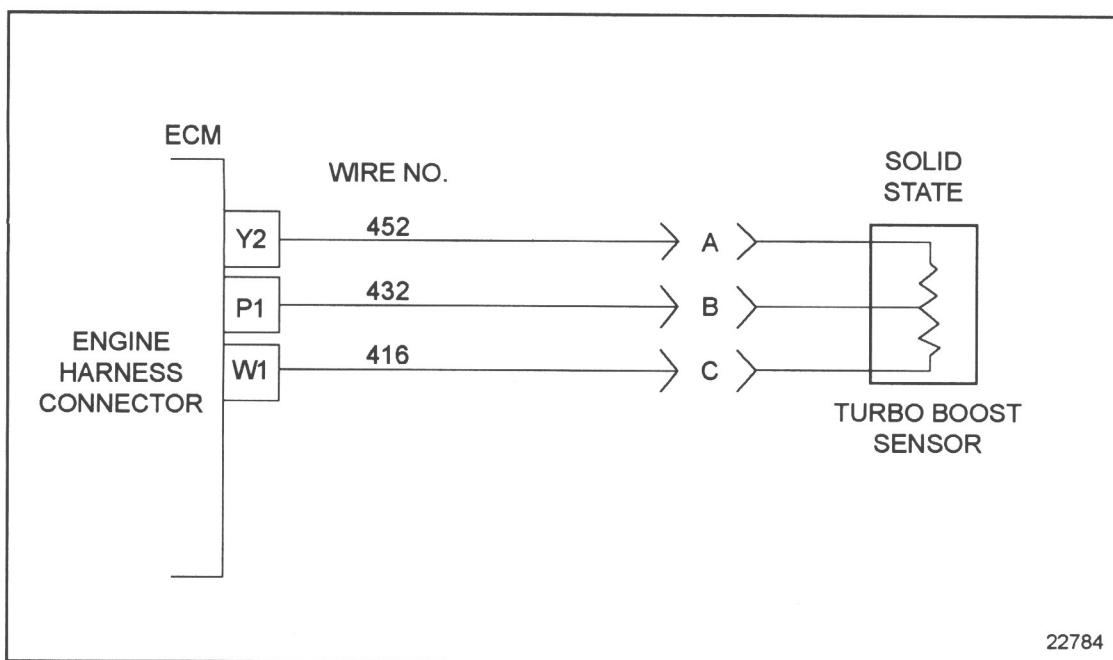 ECM
WIRE NO.
SOLID
STATE
Y2
452
A
P1
432
B
W1
416
C
ENGINE
HARNESS
CONNECTOR
TURBO BOOST
SENSOR
22784